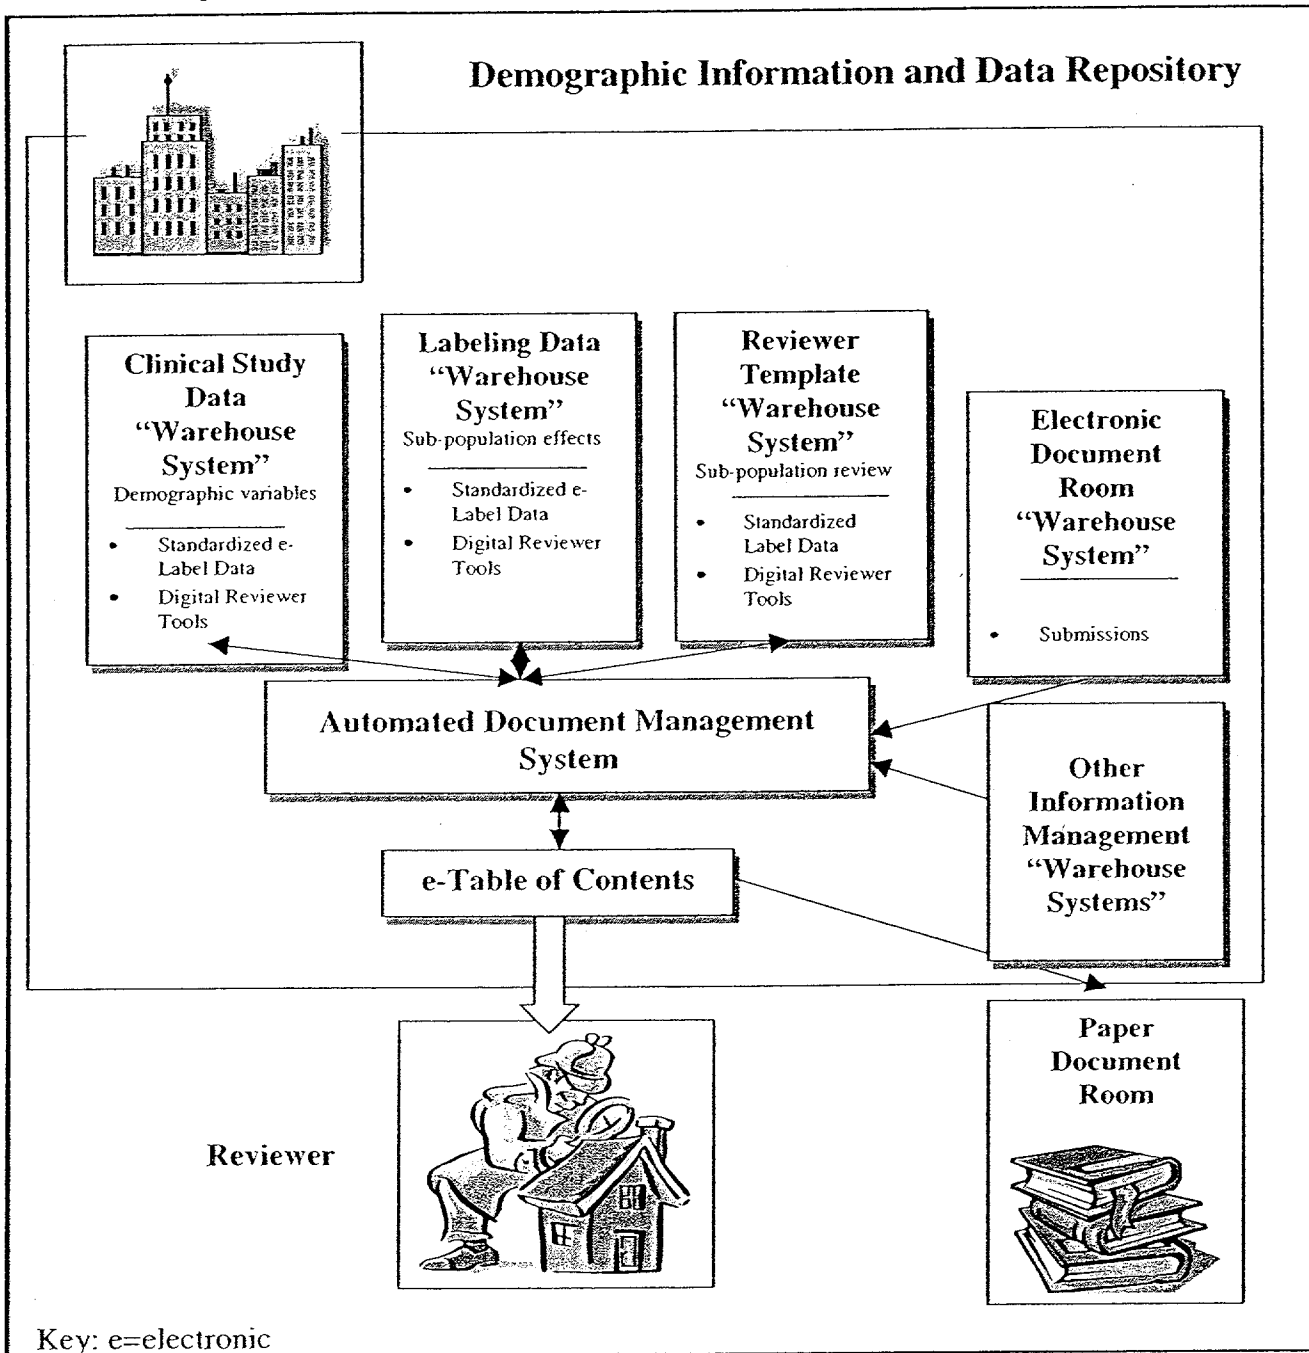 Demographic Information and Data Repository
Clinical Study
Data
“Warehouse
System”
Demographic variables
• Standardized e-
Label Data
• Digital Reviewer
Tools
Labeling Data
“Warehouse
System”
Sub-population effects
• Standardized e-
Label Data
• Digital Reviewer
Tools
Reviewer
Template
“Warehouse
System”
Sub-population review
• Standardized
Label Data
• Digital Reviewer
Tools
Electronic
Document
Room
“Warehouse
System”
• Submissions
Automated Document Management
System
Other
Information
Management
“Warehouse
Systems”
e-Table of Contents
Reviewer
Paper
Document
Room
Key: e=electronic